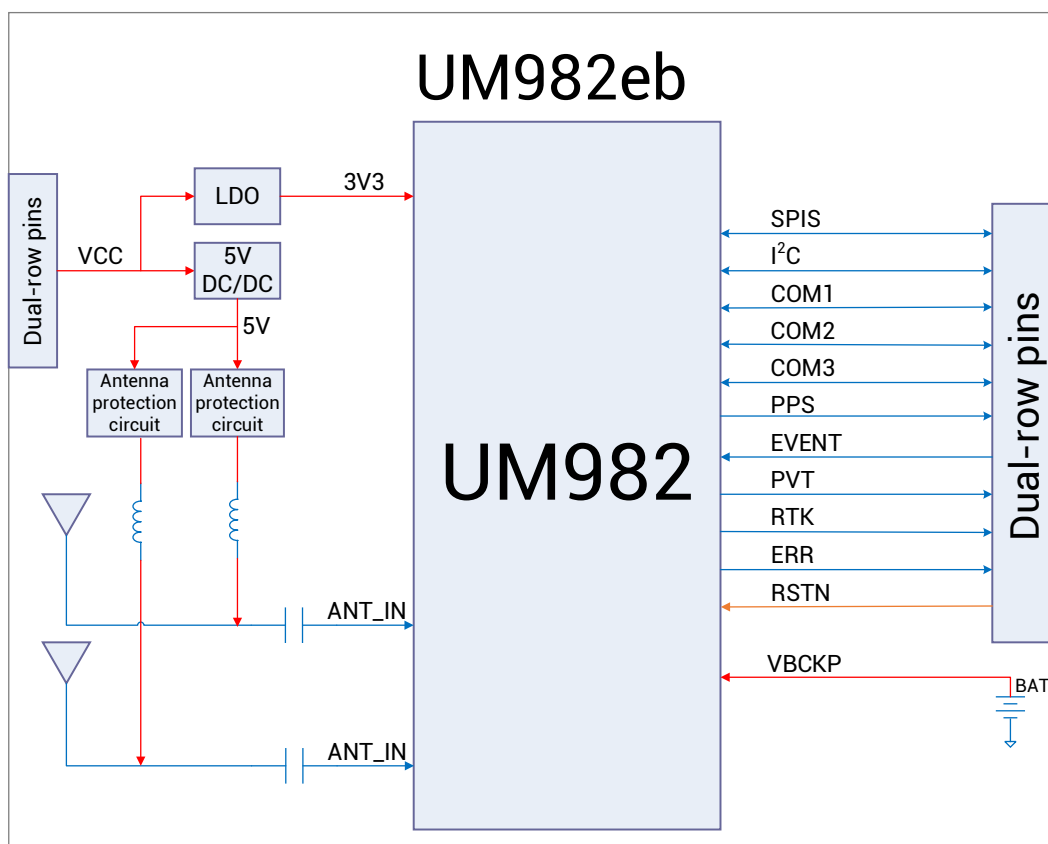 UM982eb
Dual-row pins
VCC
LDO
3V3
5V
DC/DC
5V
Antenna
protection
circuit
Antenna
protection
circuit
ANT_IN
ANT_IN
UM982
SPIS
I²C
COM1
COM2
COM3
PPS
EVENT
PVT
RTK
ERR
RSTN
VBCKP
BAT
Dual-row pins